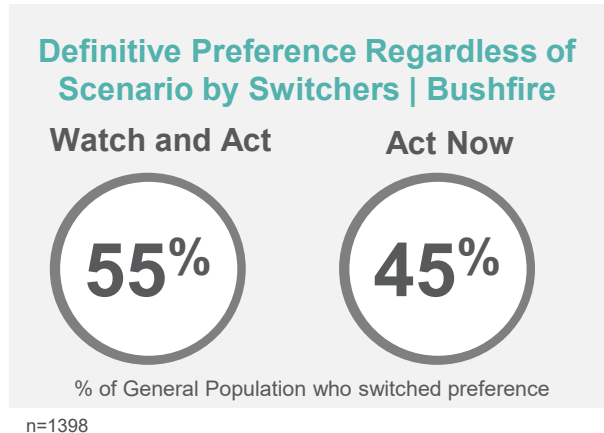 Definitive Preference Regardless of
Scenario by Switchers | Bushfire
Watch and Act
Act Now
55%
45%
% of General Population who switched preference
n=1398